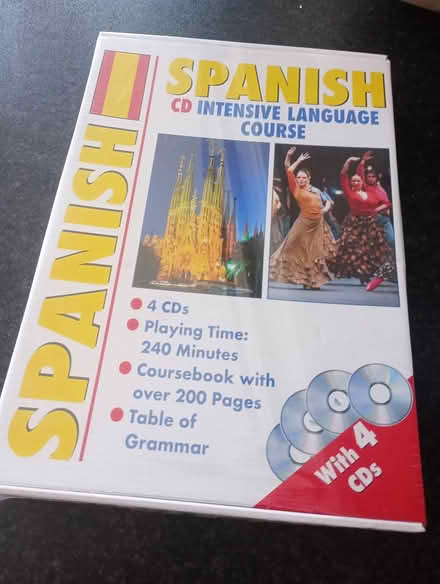 SPANISH
SPANISH
CD INTENSIVE LANGUAGE
COURSE
4 CDs
Playing Time:
240 Minutes
Coursebook with
over 200 Pages
Table of
Grammar
With 4
CDs